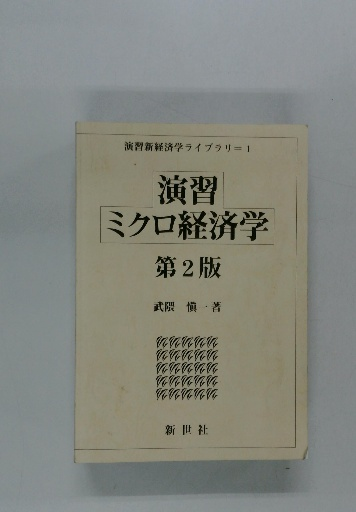 演習新経済学ライブラリ=1
演習
ミクロ経済学
第2版
武隈 愼一著
新世社